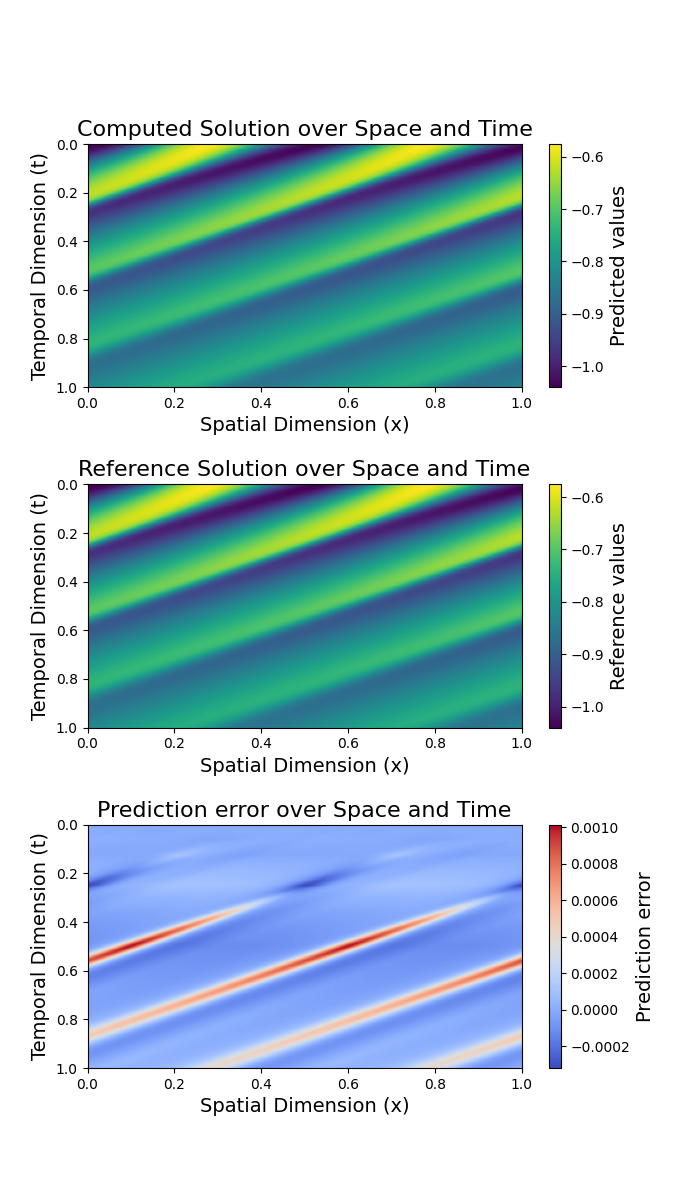 Computed Solution over Space and Time
Temporal Dimension (t)
0.0
0.2
0.4
0.6
0.8
1.0
0.0 0.2 0.4 0.6 0.8 1.0
Spatial Dimension (x)
−0.6
−0.7
−0.8
−0.9
−1.0
Predicted values
Reference Solution over Space and Time
Temporal Dimension (t)
0.0
0.2
0.4
0.6
0.8
1.0
0.0 0.2 0.4 0.6 0.8 1.0
Spatial Dimension (x)
−0.6
−0.7
−0.8
−0.9
−1.0
Reference values
Prediction error over Space and Time
Temporal Dimension (t)
0.0
0.2
0.4
0.6
0.8
1.0
0.0 0.2 0.4 0.6 0.8 1.0
Spatial Dimension (x)
0.0010
0.0008
0.0006
0.0004
0.0002
0.0000
−0.0002
Prediction error